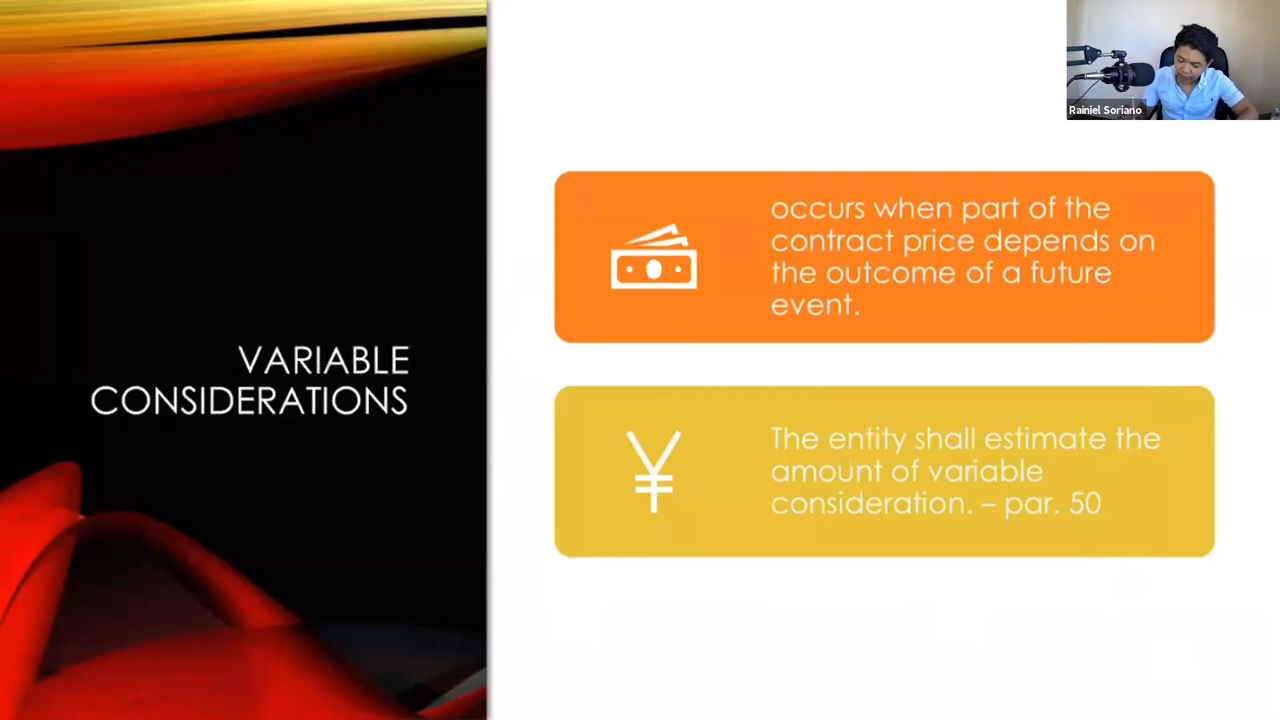 Rainiel Soriano
VARIABLE
CONSIDERATIONS
occurs when part of the
contract price depends on
the outcome of a future
event.
¥
The entity shall estimate the
amount of variable
consideration. – par. 50